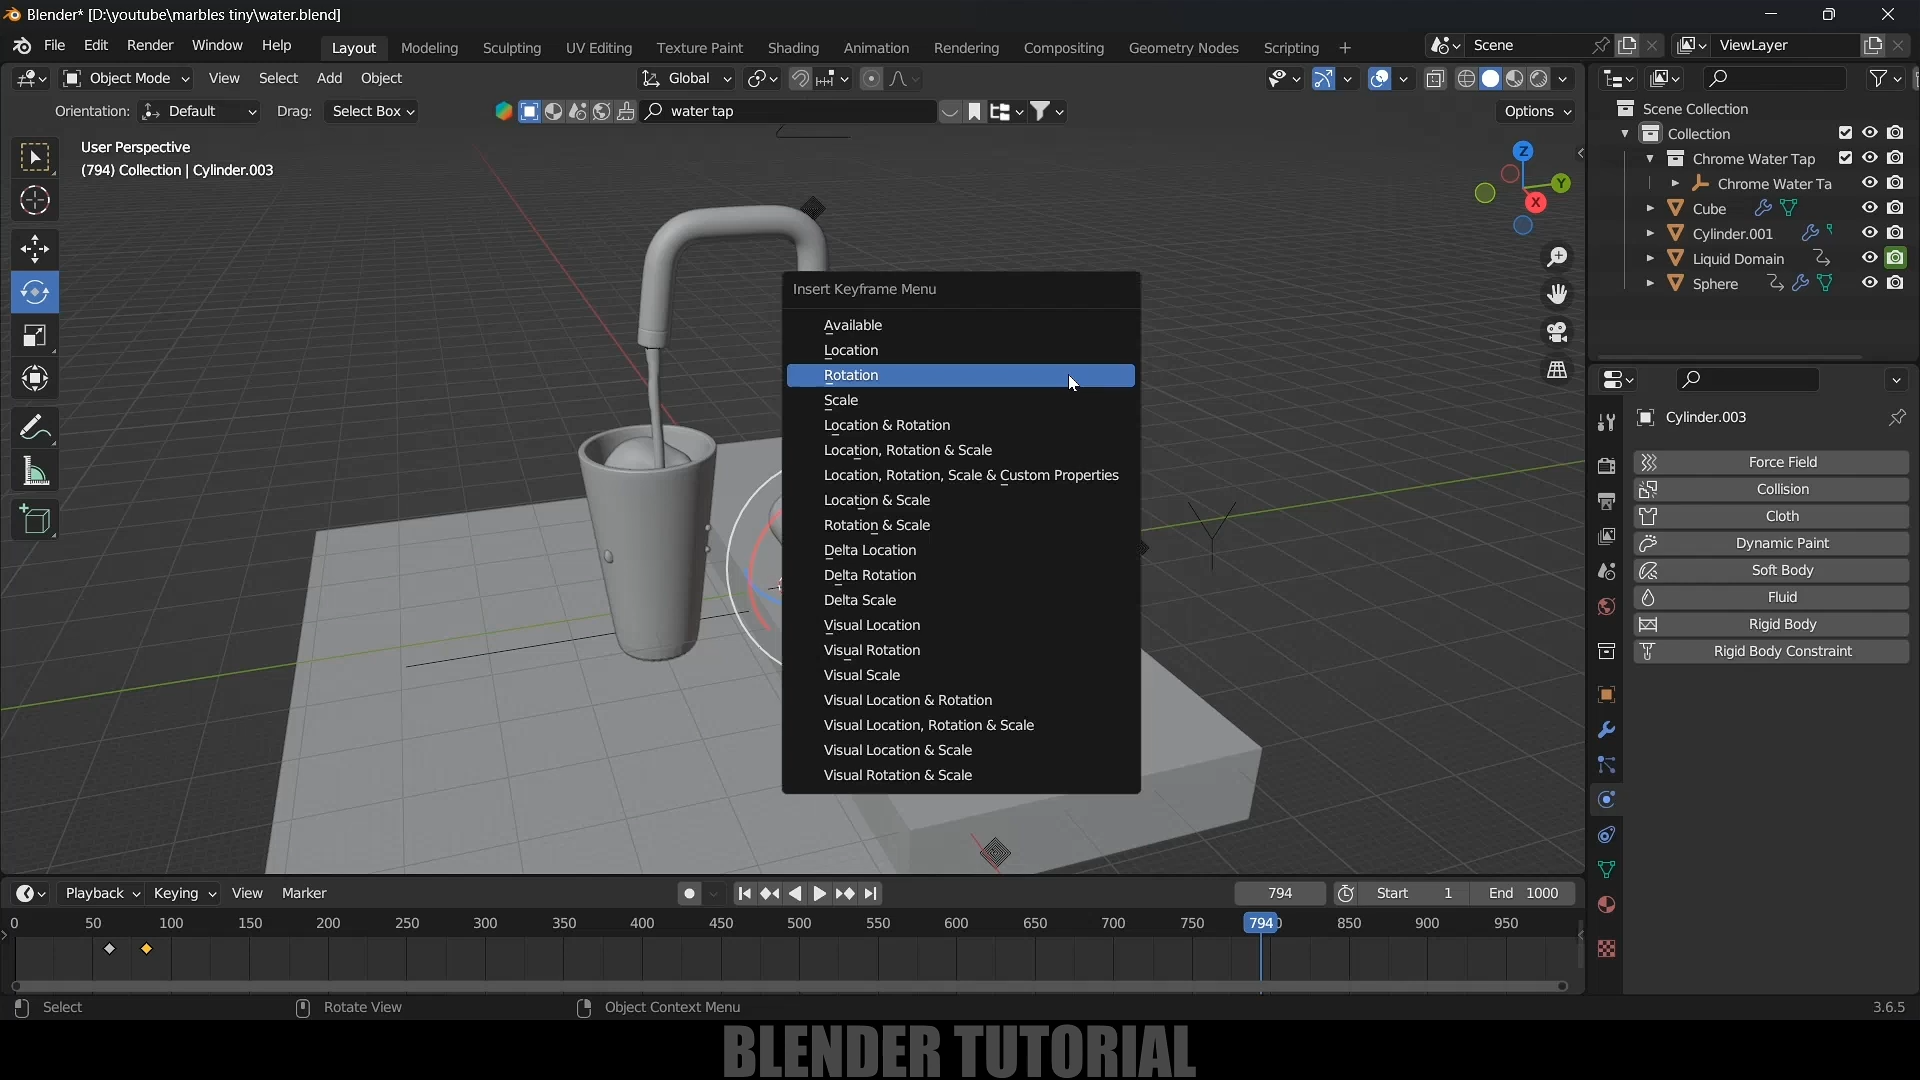 Blender* [D:\youtube\marbles tiny\water.blend]
File Edit Render Window Help Layout Modeling Sculpting UV Editing Texture Paint Shading Animation Rendering Compositing Geometry Nodes Scripting + Scene ViewLayer
Object Mode View Select Add Object Global
Orientation: Default Drag: Select Box water tap Options
User Perspective
(794) Collection | Cylinder.003
Z
Y
X
Insert Keyframe Menu
Available
Location
Rotation
Scale
Location & Rotation
Location, Rotation & Scale
Location, Rotation, Scale & Custom Properties
Location & Scale
Rotation & Scale
Delta Location
Delta Rotation
Delta Scale
Visual Location
Visual Rotation
Visual Scale
Visual Location & Rotation
Visual Location, Rotation & Scale
Visual Location & Scale
Visual Rotation & Scale
Scene Collection
Collection
Chrome Water Tap
Chrome Water Ta
Cube
Cylinder.001
Liquid Domain
Sphere
Cylinder.003
Force Field
Collision
Cloth
Dynamic Paint
Soft Body
Fluid
Rigid Body
Rigid Body Constraint
Playback Keying View Marker 794 Start 1 End 1000
0 50 100 150 200 250 300 350 400 450 500 550 600 650 700 750 794 850 900 950
Select Rotate View Object Context Menu 3.6.5
BLENDER TUTORIAL